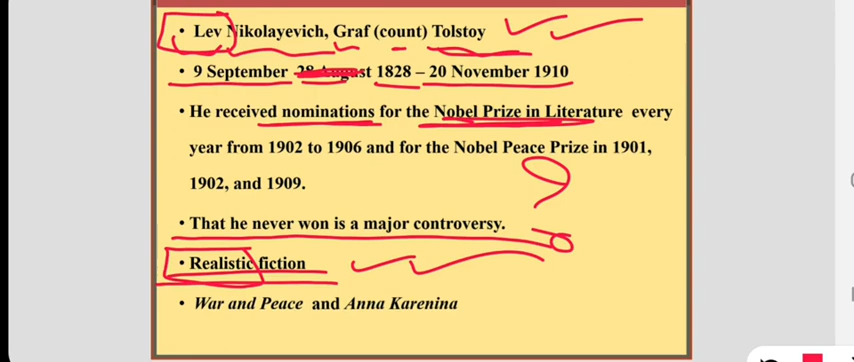 • Lev Nikolayevich, Graf (count) Tolstoy
• 9 September 28 August 1828 – 20 November 1910
• He received nominations for the Nobel Prize in Literature every
year from 1902 to 1906 and for the Nobel Peace Prize in 1901,
1902, and 1909.
• That he never won is a major controversy.
• Realistic fiction
• War and Peace and Anna Karenina